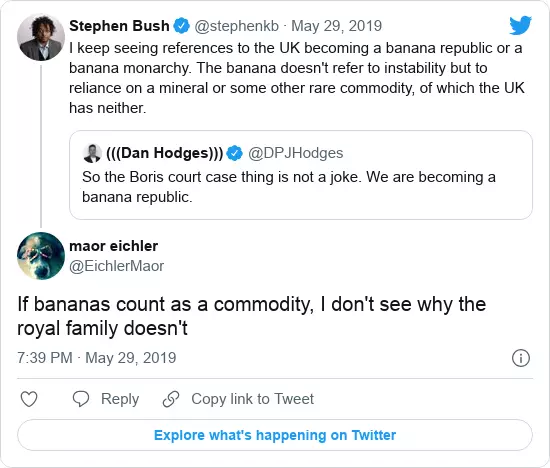 Stephen Bush @stephenkb · May 29, 2019
I keep seeing references to the UK becoming a banana republic or a
banana monarchy. The banana doesn't refer to instability but to
reliance on a mineral or some other rare commodity, of which the UK
has neither.
(((Dan Hodges))) @DPJHodges
So the Boris court case thing is not a joke. We are becoming a
banana republic.
maor eichler
@EichlerMaor
If bananas count as a commodity, I don't see why the
royal family doesn't
7:39 PM · May 29, 2019
Reply Copy link to Tweet
Explore what's happening on Twitter